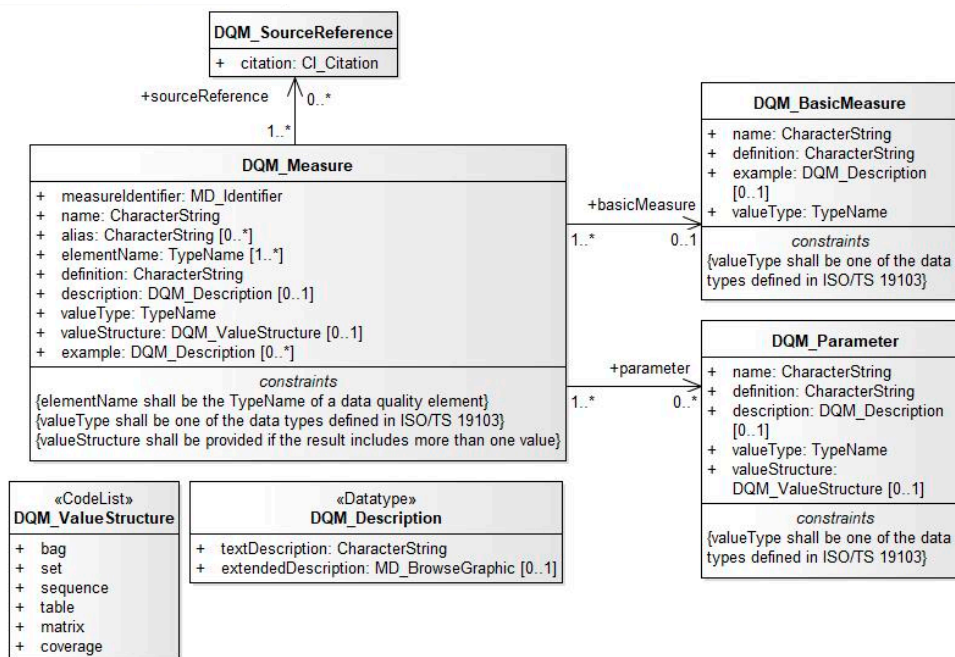 DQM_SourceReference
+ citation: CI_Citation
+sourceReference
0..*
1..*
DQM_Measure
+ measureIdentifier: MD_Identifier
+ name: CharacterString
+ alias: CharacterString [0..*]
+ elementName: TypeName [1..*]
+ definition: CharacterString
+ description: DQM_Description [0..1]
+ valueType: TypeName
+ valueStructure: DQM_ValueStructure [0..1]
+ example: DQM_Description [0..*]
constraints
{elementName shall be the TypeName of a data quality element}
{valueType shall be one of the data types defined in ISO/TS 19103}
{valueStructure shall be provided if the result includes more than one value}
+basicMeasure
1..*
0..1
DQM_BasicMeasure
+ name: CharacterString
+ definition: CharacterString
+ example: DQM_Description
[0..1]
+ valueType: TypeName
constraints
{valueType shall be one of the data
types defined in ISO/TS 19103}
+parameter
1..*
0..*
DQM_Parameter
+ name: CharacterString
+ definition: CharacterString
+ description: DQM_Description
[0..1]
+ valueType: TypeName
+ valueStructure:
DQM_ValueStructure [0..1]
constraints
{valueType shall be one of the data
types defined in ISO/TS 19103}
«CodeList»
DQM_ValueStructure
+ bag
+ set
+ sequence
+ table
+ matrix
+ coverage
«Datatype»
DQM_Description
+ textDescription: CharacterString
+ extendedDescription: MD_BrowseGraphic [0..1]